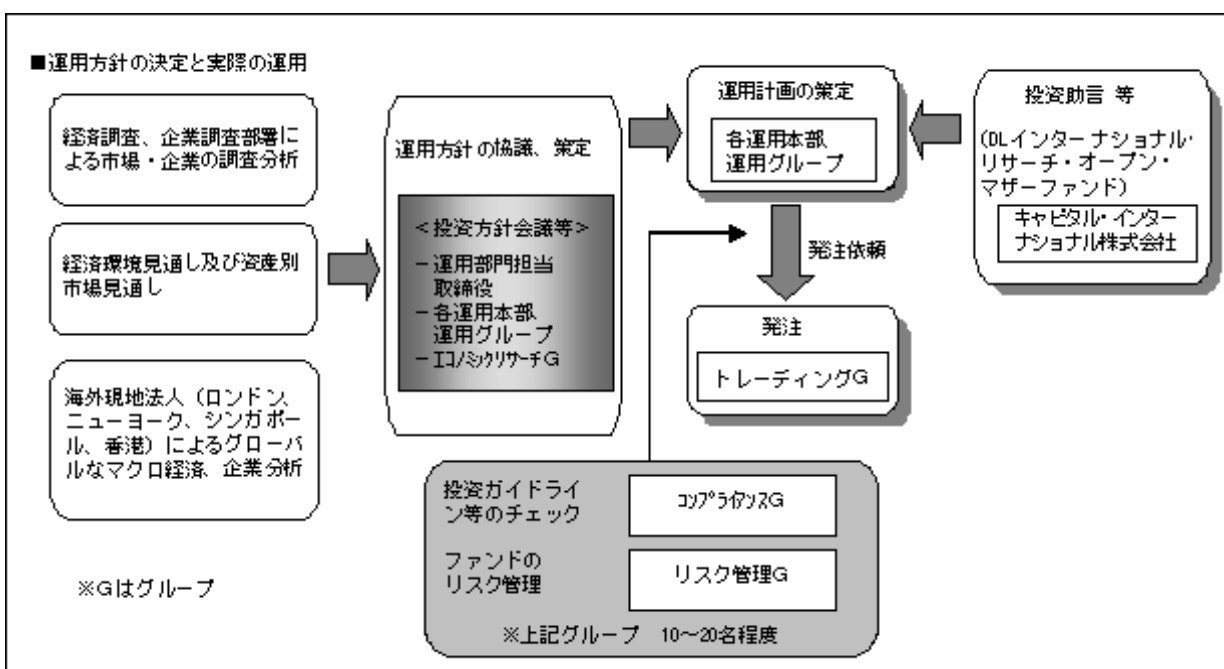 ■運用方針の決定と実際の運用
経済調査、企業調査部署に
よる市場・企業の調査分析
経済環境見通し及び資産別
市場見通し
海外現地法人（ロンドン、
ニューヨーク、シンガポー
ル、香港）によるグローバ
ルなマクロ経済、企業分析
※Gはグループ
運用方針の協議、策定
＜投資方針会議等＞
－運用部門担当
取締役
－各運用本部
運用グループ
－ｴｺﾉﾐｯｸﾘｻｰﾁG
運用計画の策定
各運用本部
運用グループ
発注依頼
発注
トレーディングG
投資助言 等
(DLインターナショナル・
リサーチ・オープン・
マザーファンド)
キャピタル・インター
ナショナル株式会社
投資ガイドライ
ン等のチェック
ｺﾝﾌﾟﾗｲｱﾝｽG
ファンドの
リスク管理
リスク管理G
※上記グループ　10～20名程度